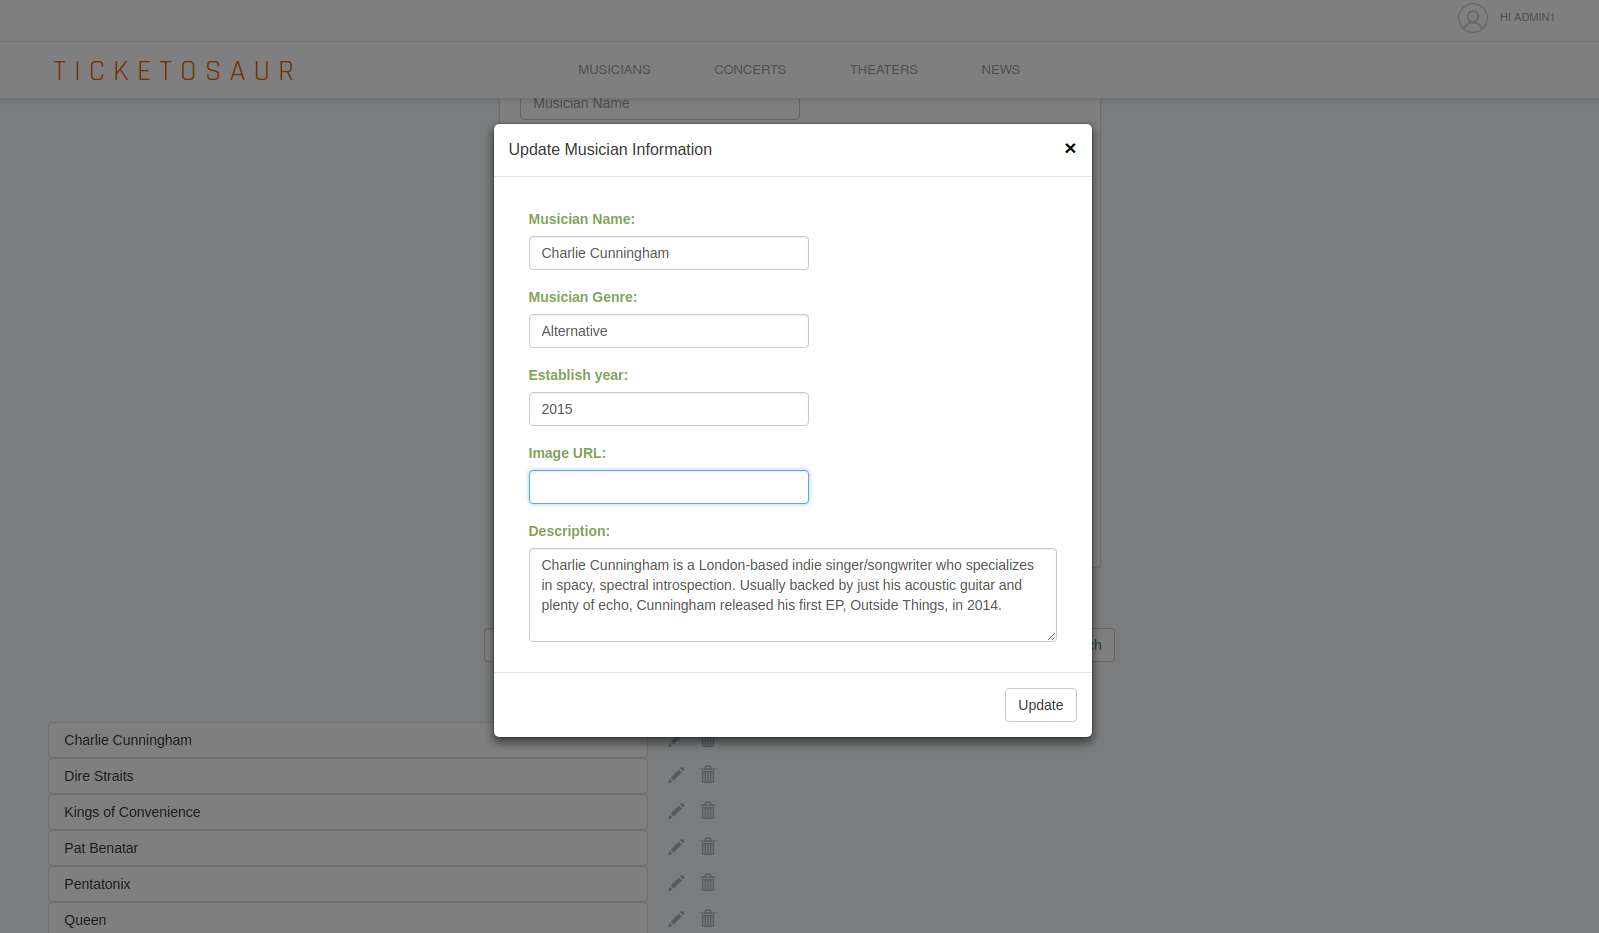 HI ADMIN1
TICKETOSAUR
MUSICIANS CONCERTS THEATERS NEWS
Musician Name
Update Musician Information ×
Musician Name:
Charlie Cunningham
Musician Genre:
Alternative
Establish year:
2015
Image URL:
Description:
Charlie Cunningham is a London-based indie singer/songwriter who specializes
in spacy, spectral introspection. Usually backed by just his acoustic guitar and
plenty of echo, Cunningham released his first EP, Outside Things, in 2014.
Update
Charlie Cunningham
Dire Straits
Kings of Convenience
Pat Benatar
Pentatonix
Queen